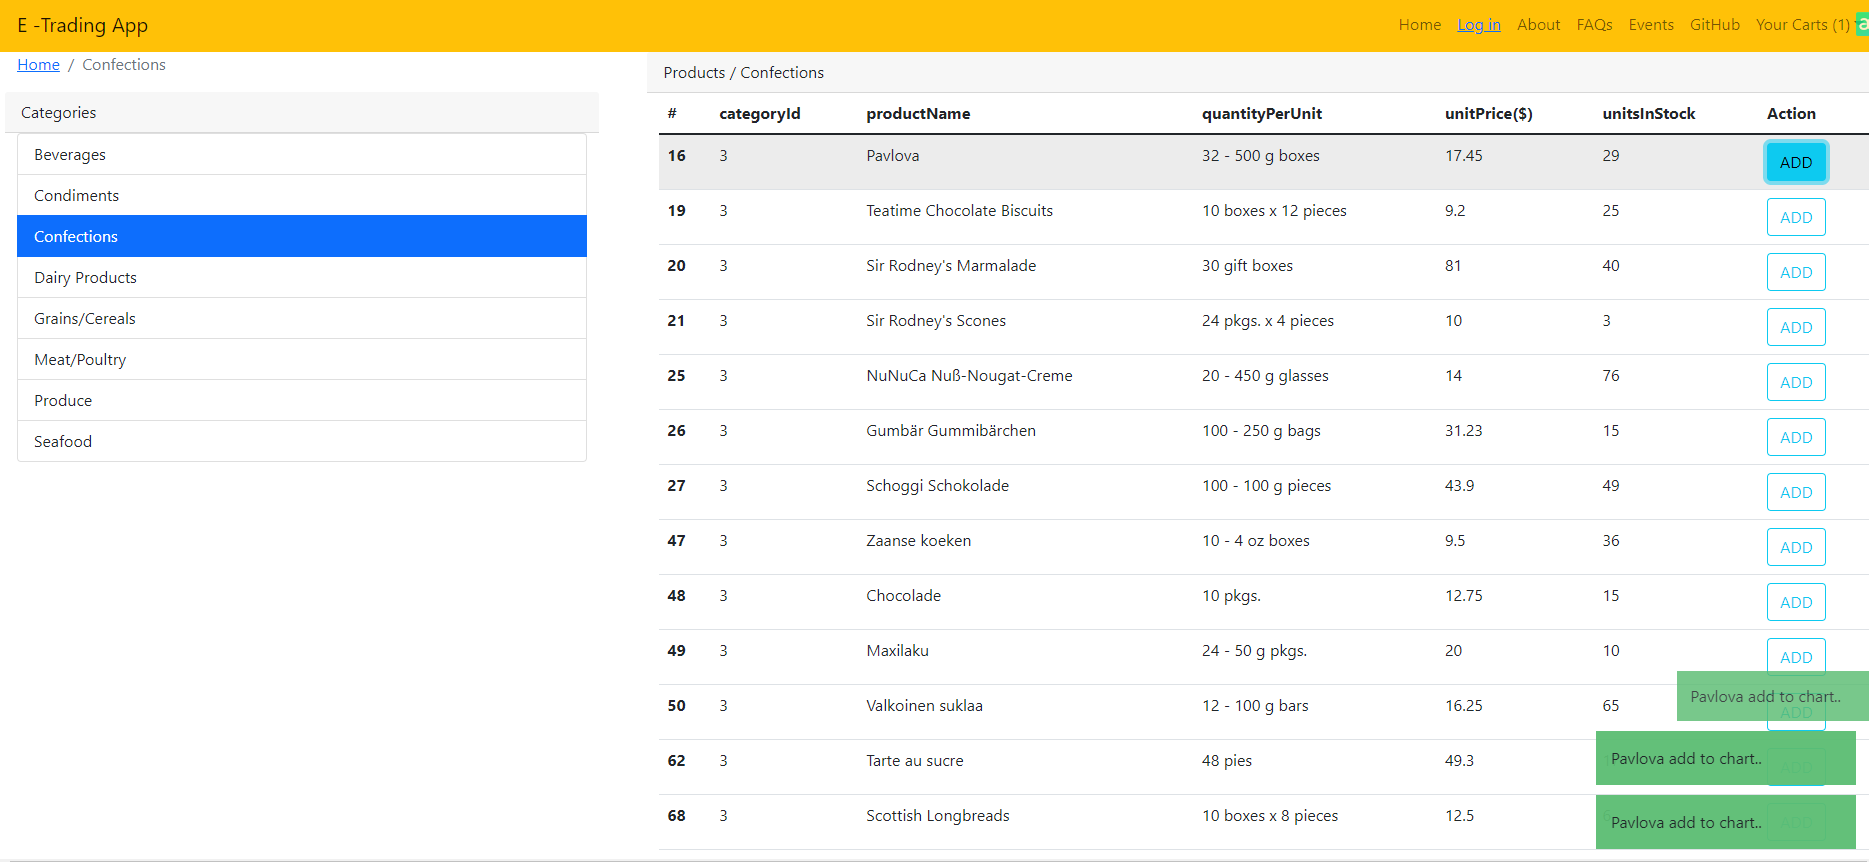 E -Trading App
Home Log in About FAQs Events GitHub Your Carts (1)
Home / Confections
Categories
Beverages
Condiments
Confections
Dairy Products
Grains/Cereals
Meat/Poultry
Produce
Seafood
Products / Confections
# categoryId productName quantityPerUnit unitPrice($) unitsInStock Action
16 3 Pavlova 32 - 500 g boxes 17.45 29 ADD
19 3 Teatime Chocolate Biscuits 10 boxes x 12 pieces 9.2 25 ADD
20 3 Sir Rodney's Marmalade 30 gift boxes 81 40 ADD
21 3 Sir Rodney's Scones 24 pkgs. x 4 pieces 10 3 ADD
25 3 NuNuCa Nuß-Nougat-Creme 20 - 450 g glasses 14 76 ADD
26 3 Gumbär Gummibärchen 100 - 250 g bags 31.23 15 ADD
27 3 Schoggi Schokolade 100 - 100 g pieces 43.9 49 ADD
47 3 Zaanse koeken 10 - 4 oz boxes 9.5 36 ADD
48 3 Chocolade 10 pkgs. 12.75 15 ADD
49 3 Maxilaku 24 - 50 g pkgs. 20 10 ADD
50 3 Valkoinen suklaa 12 - 100 g bars 16.25 65 ADD
Pavlova add to chart..
62 3 Tarte au sucre 48 pies 49.3
Pavlova add to chart..
68 3 Scottish Longbreads 10 boxes x 8 pieces 12.5
Pavlova add to chart..